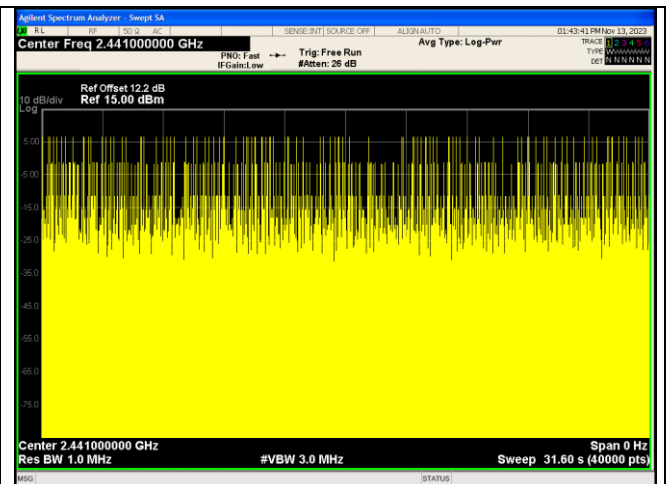 Agilent Spectrum Analyzer - Swept SA
RL RF 50 Ω AC SENSE:INT SOURCE OFF ALIGN AUTO 01:43:41 PM Nov 13, 2023
Center Freq 2.441000000 GHz
PNO: Fast
IFGain:Low
Trig: Free Run
#Atten: 26 dB
Avg Type: Log-Pwr
TRACE 1 2 3 4 5 6
TYPE
DET N N N N N N
Ref Offset 12.2 dB
10 dB/div Ref 15.00 dBm
Log
5.00
-5.00
-15.0
-25.0
-35.0
-45.0
-55.0
-65.0
-75.0
Center 2.441000000 GHz Span 0 Hz
Res BW 1.0 MHz #VBW 3.0 MHz Sweep 31.60 s (40000 pts)
MSG STATUS